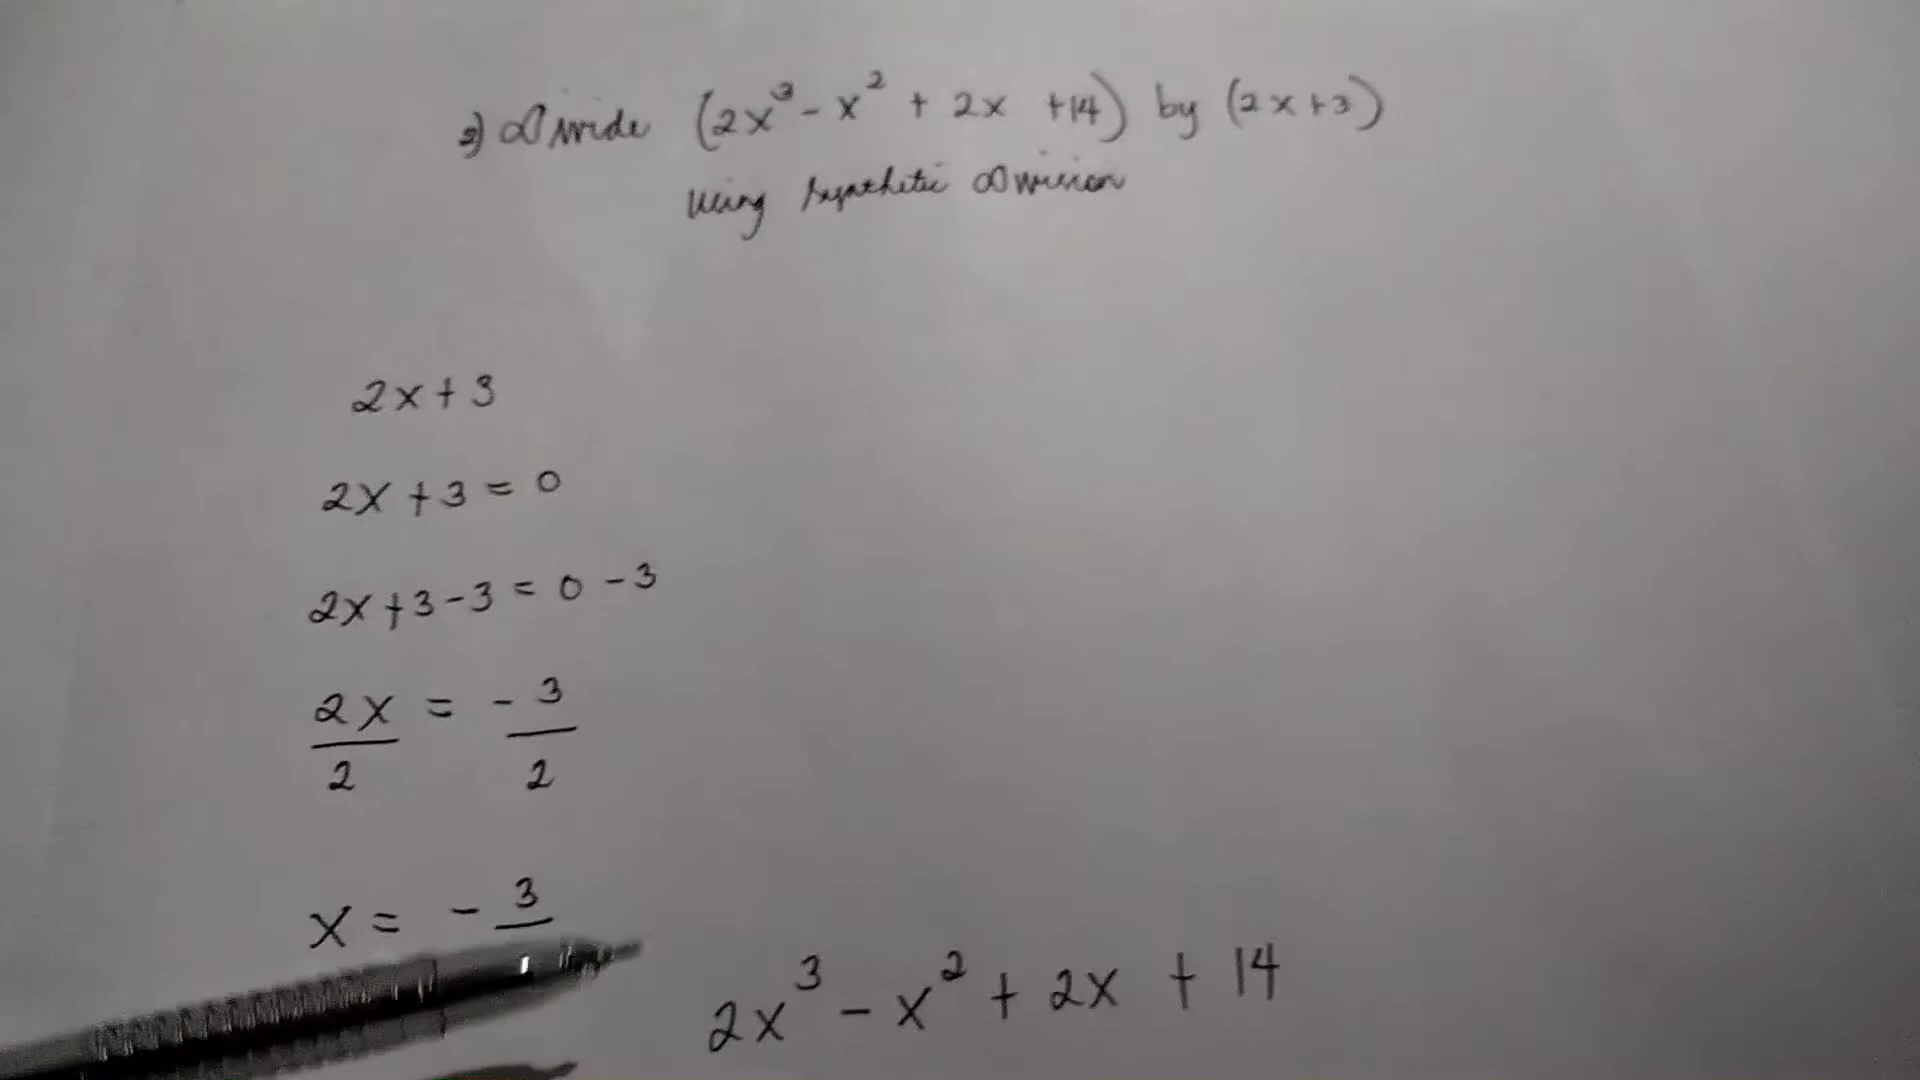 2) Divide (2x³ - x² + 2x + 14) by (2x+3)
Using Synthetic Division
2x + 3
2x + 3 = 0
2x + 3 - 3 = 0 - 3
2x = - 3
2 2
x = - 3
2x³ - x² + 2x + 14